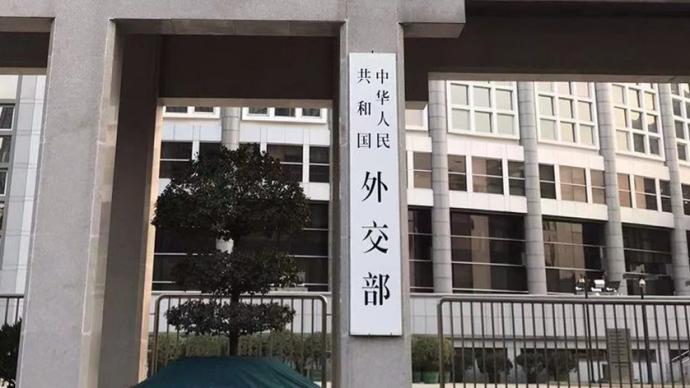 中华人民
共和国
外交部